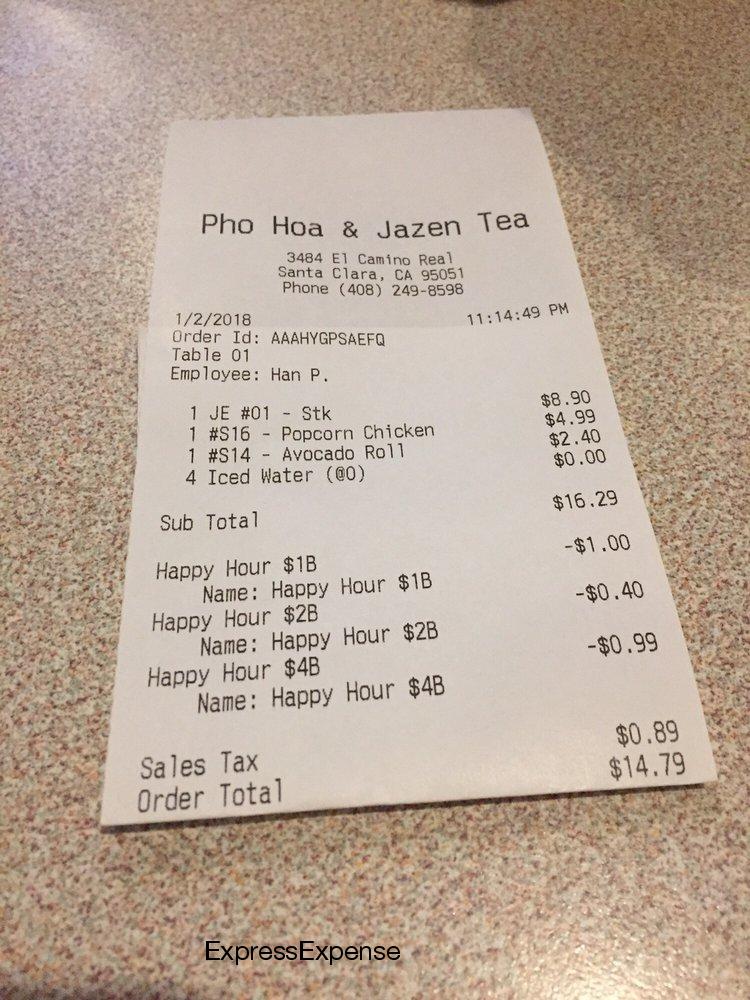 Pho Hoa & Jazen Tea
3484 El Camino Real
Santa Clara, CA 95051
Phone (408) 249-8598
1/2/2018 11:14:49 PM
Order Id: AAAHYGPSAEFQ
Table 01
Employee: Han P.
1 JE #01 - Stk $8.90
1 #S16 - Popcorn Chicken $4.99
1 #S14 - Avocado Roll $2.40
4 Iced Water (@0) $0.00
Sub Total $16.29
Happy Hour $1B -$1.00
Name: Happy Hour $1B
Happy Hour $2B -$0.40
Name: Happy Hour $2B
Happy Hour $4B -$0.99
Name: Happy Hour $4B
Sales Tax $0.89
Order Total $14.79
ExpressExpense